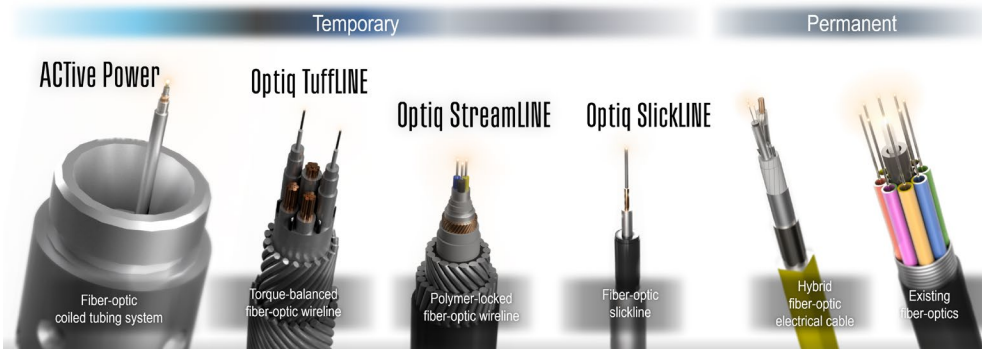 Temporary
Permanent
ACTive Power
Optiq TuffLINE
Optiq StreamLINE
Optiq SlickLINE
Fiber-optic
coiled tubing system
Torque-balanced
fiber-optic wireline
Polymer-locked
fiber-optic wireline
Fiber-optic
slickline
Hybrid
fiber-optic
electrical cable
Existing
fiber-optics